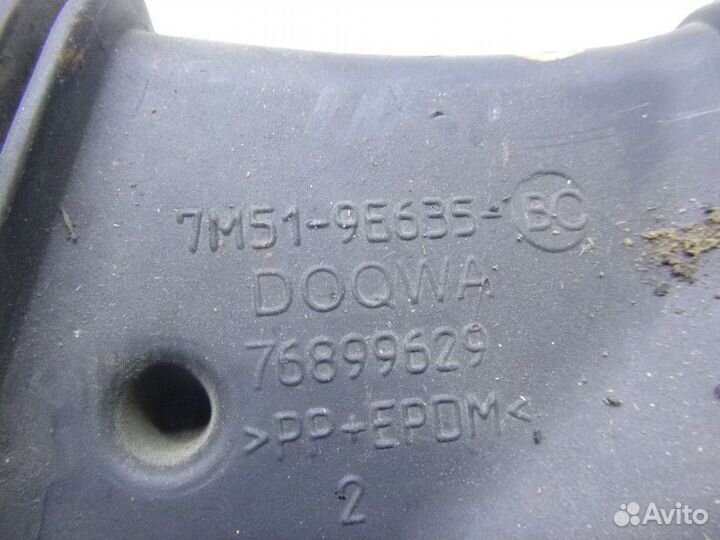 7M51-9E635-BC
DOQWA
76899629
>PP+EPDM<
2
Avito